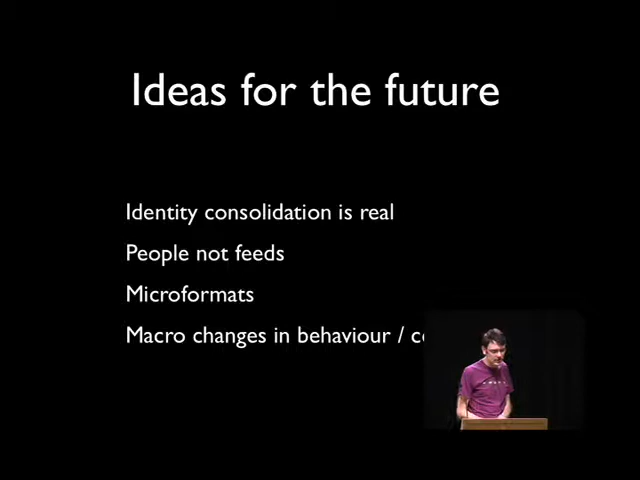 Ideas for the future
Identity consolidation is real
People not feeds
Microformats
Macro changes in behaviour /